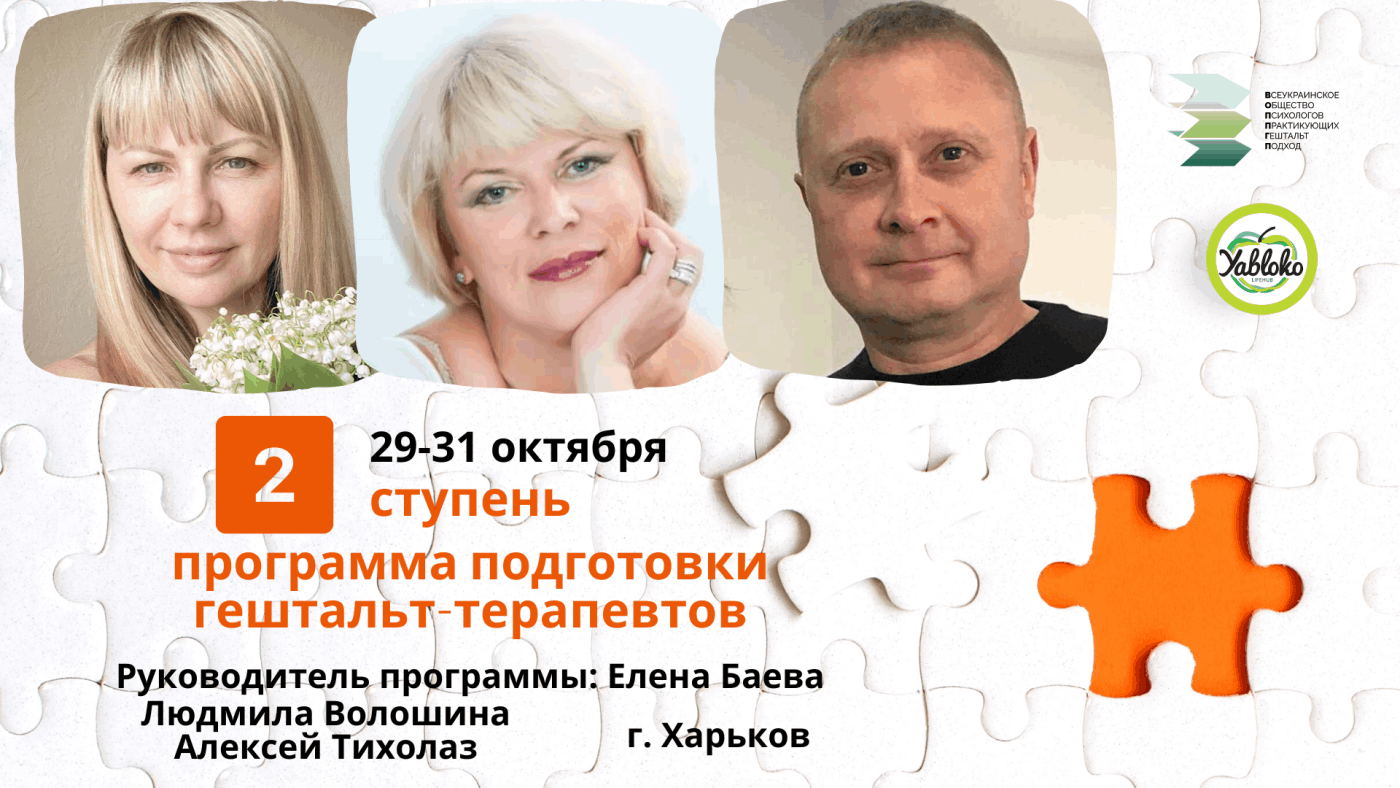 ВСЕУКРАИНСКОЕ
ОБЩЕСТВО
ПСИХОЛОГОВ
ПРАКТИКУЮЩИХ
ГЕШТАЛЬТ
ПОДХОД
Yabloko
LIFEHUB
2
29-31 октября
ступень
программа подготовки
гештальт-терапевтов
Руководитель программы: Елена Баева
Людмила Волошина
Алексей Тихолаз
г. Харьков